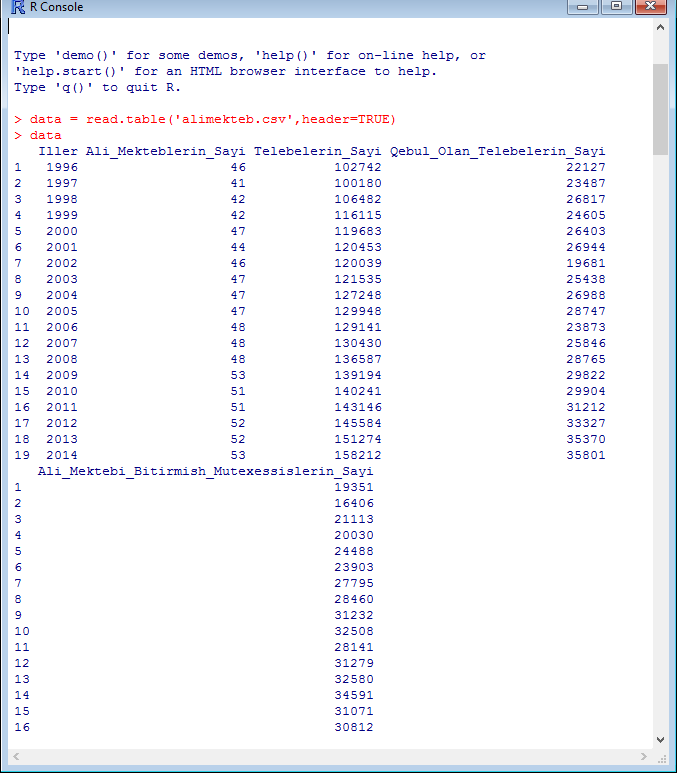 R Console
Type 'demo()' for some demos, 'help()' for on-line help, or
'help.start()' for an HTML browser interface to help.
Type 'q()' to quit R.
> data = read.table('alimekteb.csv',header=TRUE)
> data
Iller Ali_Mekteblerin_Sayi Telebelerin_Sayi Qebul_Olan_Telebelerin_Sayi
1 1996 46 102742 22127
2 1997 41 100180 23487
3 1998 42 106482 26817
4 1999 42 116115 24605
5 2000 47 119683 26403
6 2001 44 120453 26944
7 2002 46 120039 19681
8 2003 47 121535 25438
9 2004 47 127248 26988
10 2005 47 129948 28747
11 2006 48 129141 23873
12 2007 48 130430 25846
13 2008 48 136587 28765
14 2009 53 139194 29822
15 2010 51 140241 29904
16 2011 51 143146 31212
17 2012 52 145584 33327
18 2013 52 151274 35370
19 2014 53 158212 35801
Ali_Mektebi_Bitirmish_Mutexessislerin_Sayi
1 19351
2 16406
3 21113
4 20030
5 24488
6 23903
7 27795
8 28460
9 31232
10 32508
11 28141
12 31279
13 32580
14 34591
15 31071
16 30812